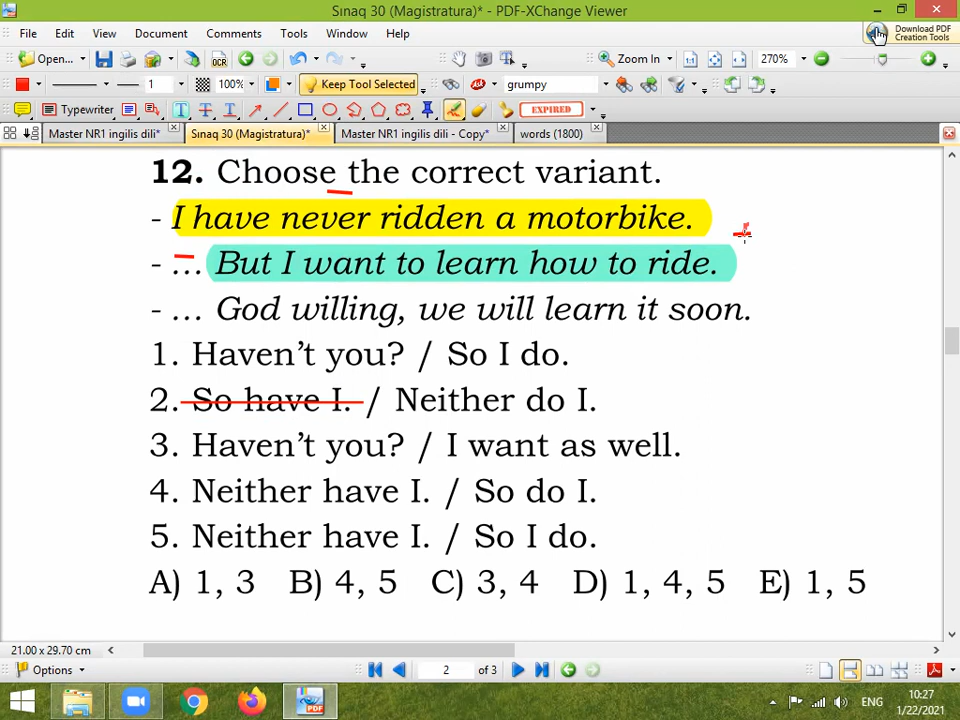 Sınaq 30 (Magistratura)* - PDF-XChange Viewer
File Edit View Document Comments Tools Window Help
Download PDF Creation Tools
Open... OCR Zoom In 270%
1 100% Keep Tool Selected grumpy
Typewriter EXPIRED
Master NR1 ingilis dili* Sınaq 30 (Magistratura)* Master NR1 ingilis dili - Copy* words (1800)
12. Choose the correct variant.
- I have never ridden a motorbike.
- ... But I want to learn how to ride.
- ... God willing, we will learn it soon.
1. Haven't you? / So I do.
2. So have I. / Neither do I.
3. Haven't you? / I want as well.
4. Neither have I. / So do I.
5. Neither have I. / So I do.
A) 1, 3 B) 4, 5 C) 3, 4 D) 1, 4, 5 E) 1, 5
21.00 x 29.70 cm
Options 2 of 3
ENG 10:27
1/22/2021